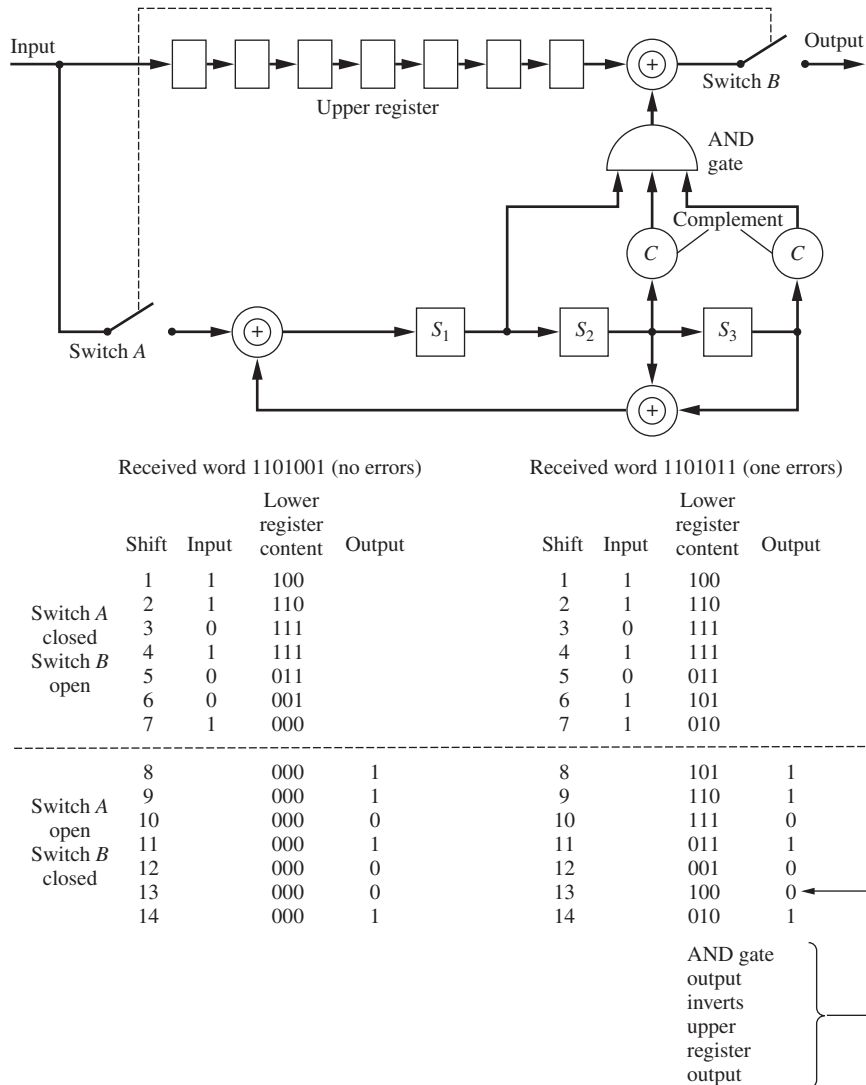 Input
Output
Switch B
Upper register
AND
gate
Complement
C
C
S1
S2
S3
Switch A
Received word 1101001 (no errors)
Shift Input Lower register content Output
Switch A closed Switch B open
1 1 100
2 1 110
3 0 111
4 1 111
5 0 011
6 0 001
7 1 000
Switch A open Switch B closed
8 000 1
9 000 1
10 000 0
11 000 1
12 000 0
13 000 0
14 000 1
Received word 1101011 (one errors)
Shift Input Lower register content Output
1 1 100
2 1 110
3 0 111
4 1 111
5 0 011
6 1 101
7 1 010
8 101 1
9 110 1
10 111 0
11 011 1
12 001 0
13 100 0
14 010 1
AND gate
output
inverts
upper
register
output